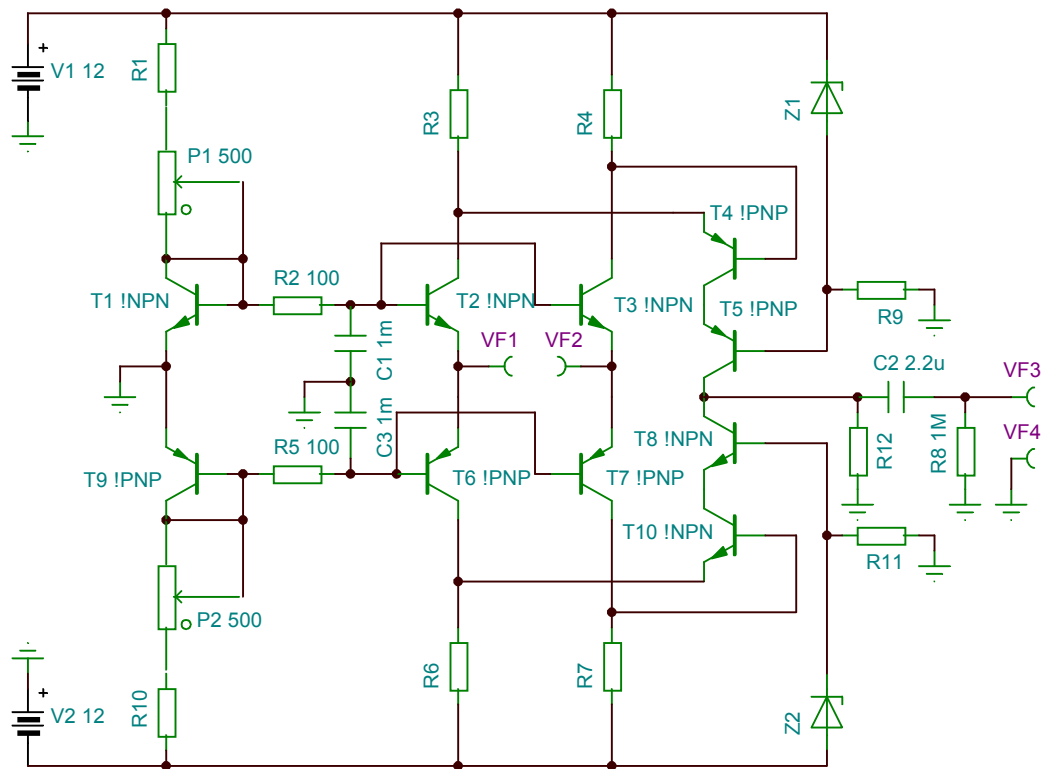 +
V1 12
R1
P1 500
R3
R4
Z1
T4 !PNP
T1 !NPN
R2 100
T2 !NPN
T3 !NPN
T5 !PNP
R9
C1 1m
VF1
VF2
C2 2.2u
VF3
C3 1m
R5 100
T9 !PNP
T6 !PNP
T7 !PNP
T8 !NPN
R12
R8 1M
VF4
T10 !NPN
R11
P2 500
+
V2 12
R10
R6
R7
Z2